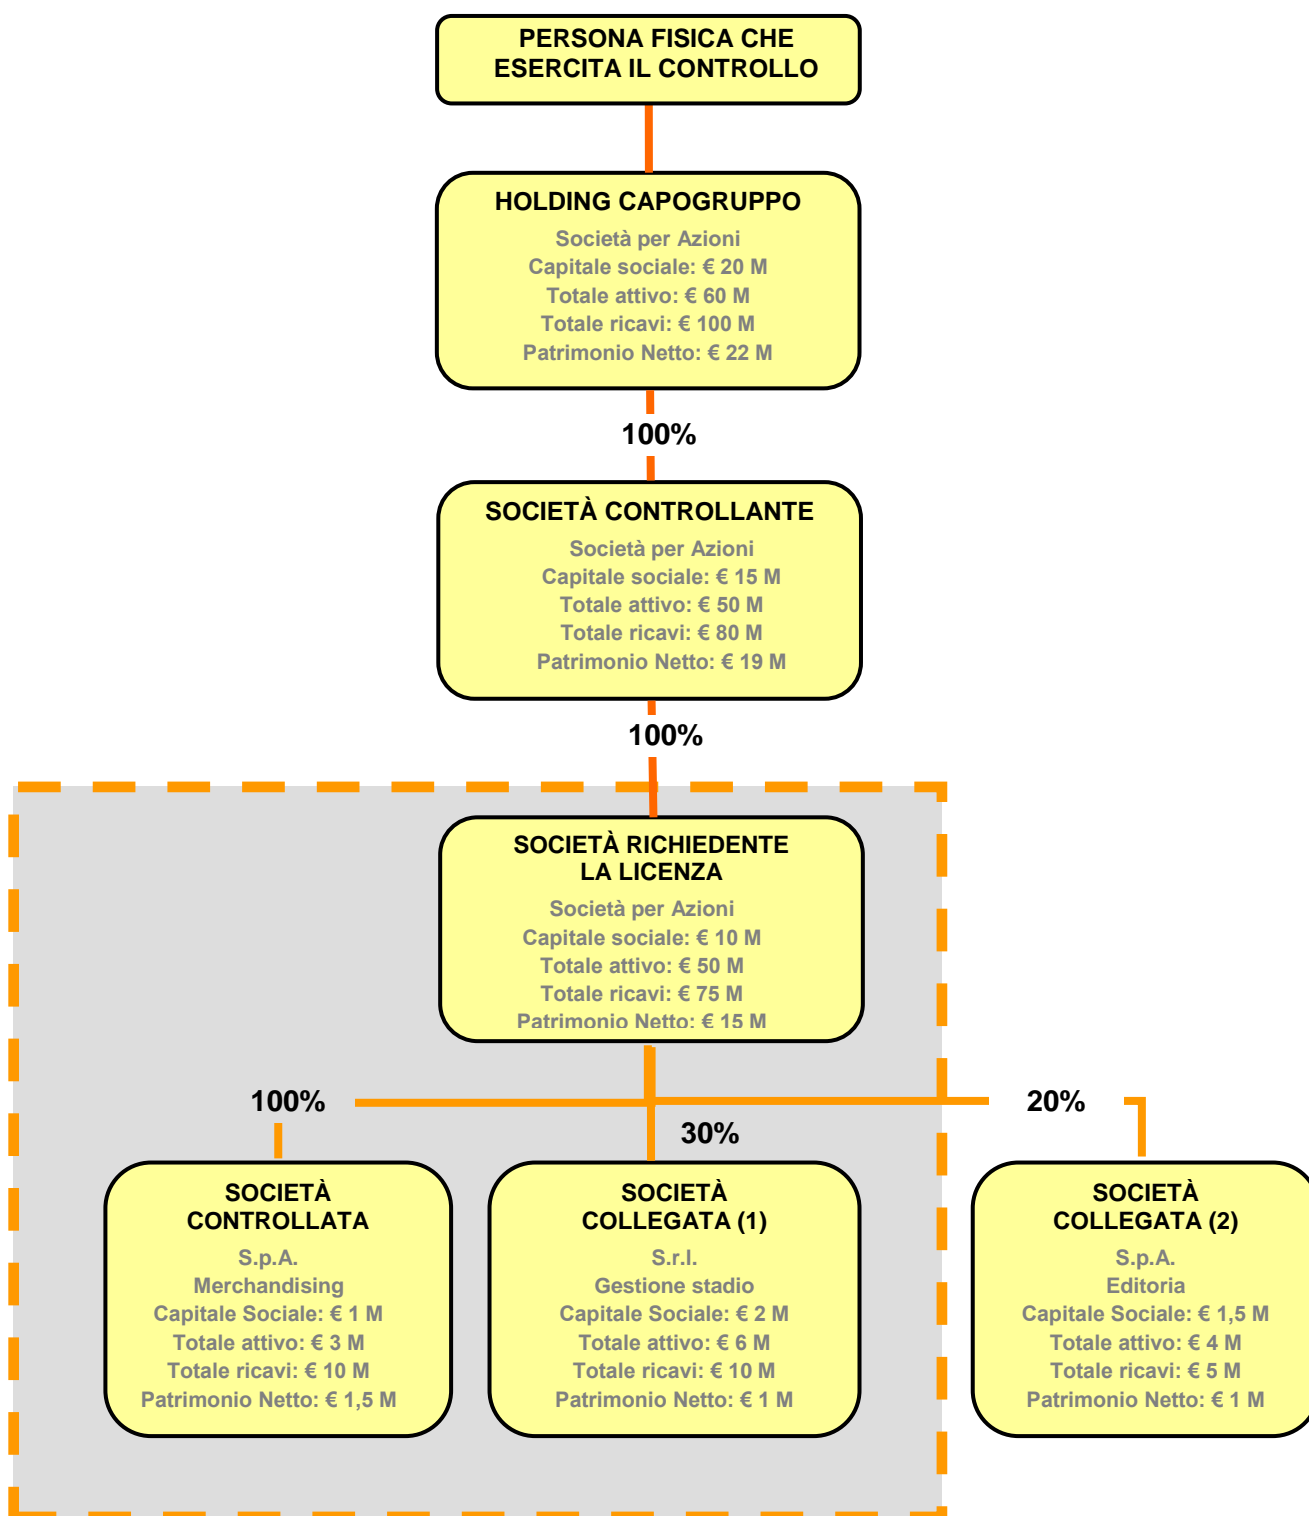 PERSONA FISICA CHE
ESERCITA IL CONTROLLO
HOLDING CAPOGRUPPO
Società per Azioni
Capitale sociale: € 20 M
Totale attivo: € 60 M
Totale ricavi: € 100 M
Patrimonio Netto: € 22 M
100%
SOCIETÀ CONTROLLANTE
Società per Azioni
Capitale sociale: € 15 M
Totale attivo: € 50 M
Totale ricavi: € 80 M
Patrimonio Netto: € 19 M
100%
SOCIETÀ RICHIEDENTE
LA LICENZA
Società per Azioni
Capitale sociale: € 10 M
Totale attivo: € 50 M
Totale ricavi: € 75 M
Patrimonio Netto: € 15 M
100%
30%
20%
SOCIETÀ
CONTROLLATA
S.p.A.
Merchandising
Capitale Sociale: € 1 M
Totale attivo: € 3 M
Totale ricavi: € 10 M
Patrimonio Netto: € 1,5 M
SOCIETÀ
COLLEGATA (1)
S.r.l.
Gestione stadio
Capitale Sociale: € 2 M
Totale attivo: € 6 M
Totale ricavi: € 10 M
Patrimonio Netto: € 1 M
SOCIETÀ
COLLEGATA (2)
S.p.A.
Editoria
Capitale Sociale: € 1,5 M
Totale attivo: € 4 M
Totale ricavi: € 5 M
Patrimonio Netto: € 1 M